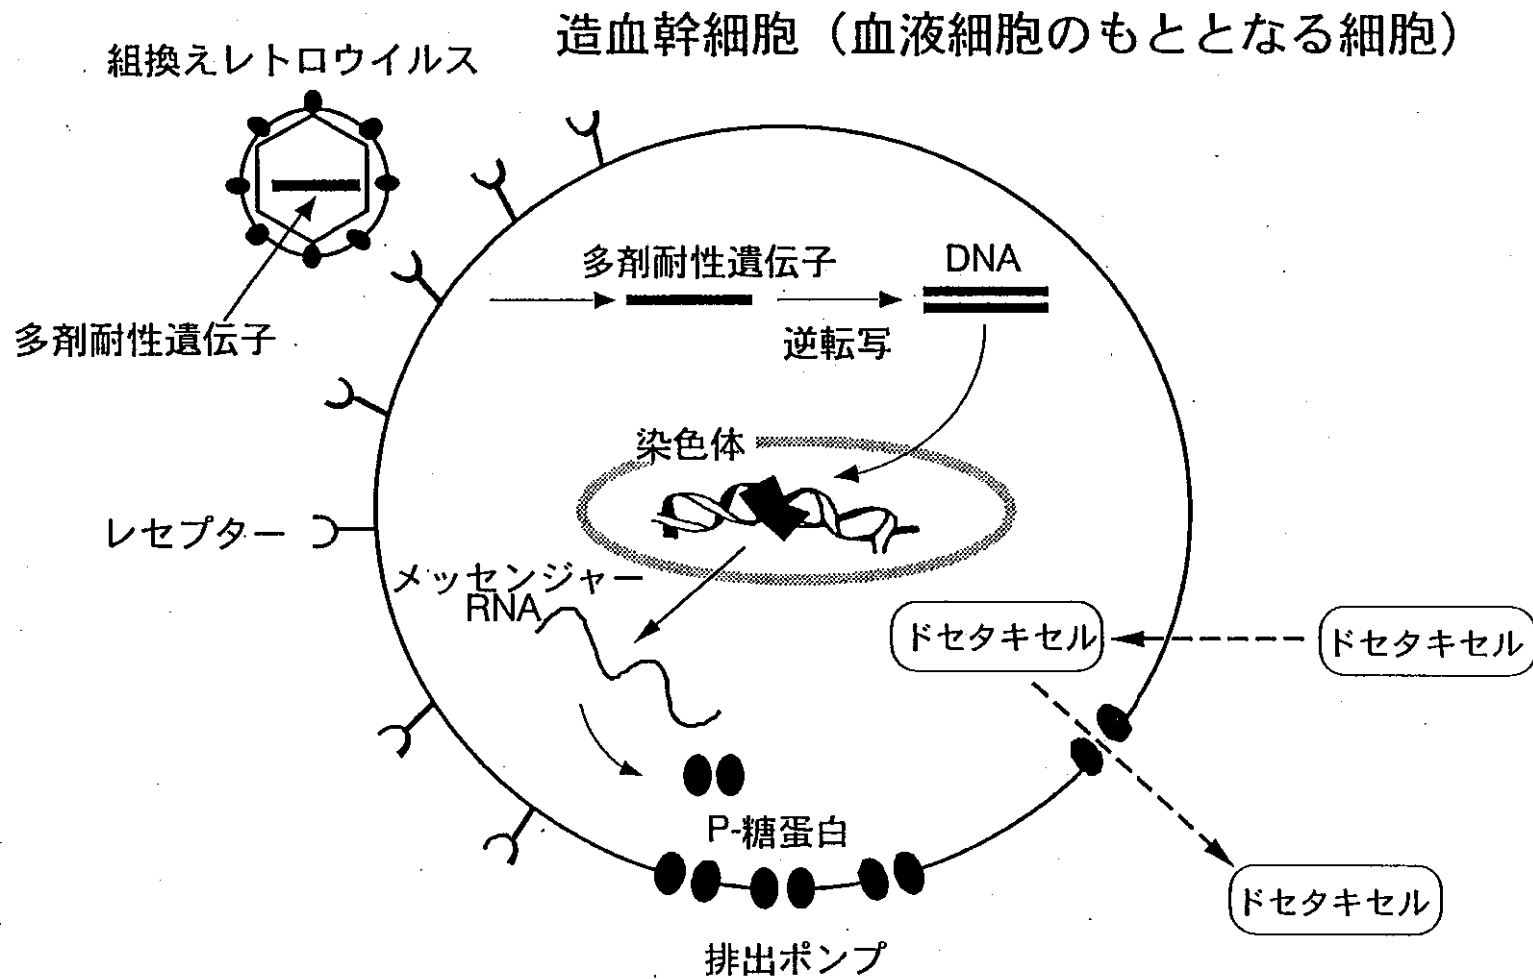 造血幹細胞（血液細胞のもととなる細胞）
組換えレトロウイルス
多剤耐性遺伝子
DNA
多剤耐性遺伝子
逆転写
染色体
レセプター
メッセンジャー
RNA
ドセタキセル
ドセタキセル
P-糖蛋白
ドセタキセル
排出ポンプ